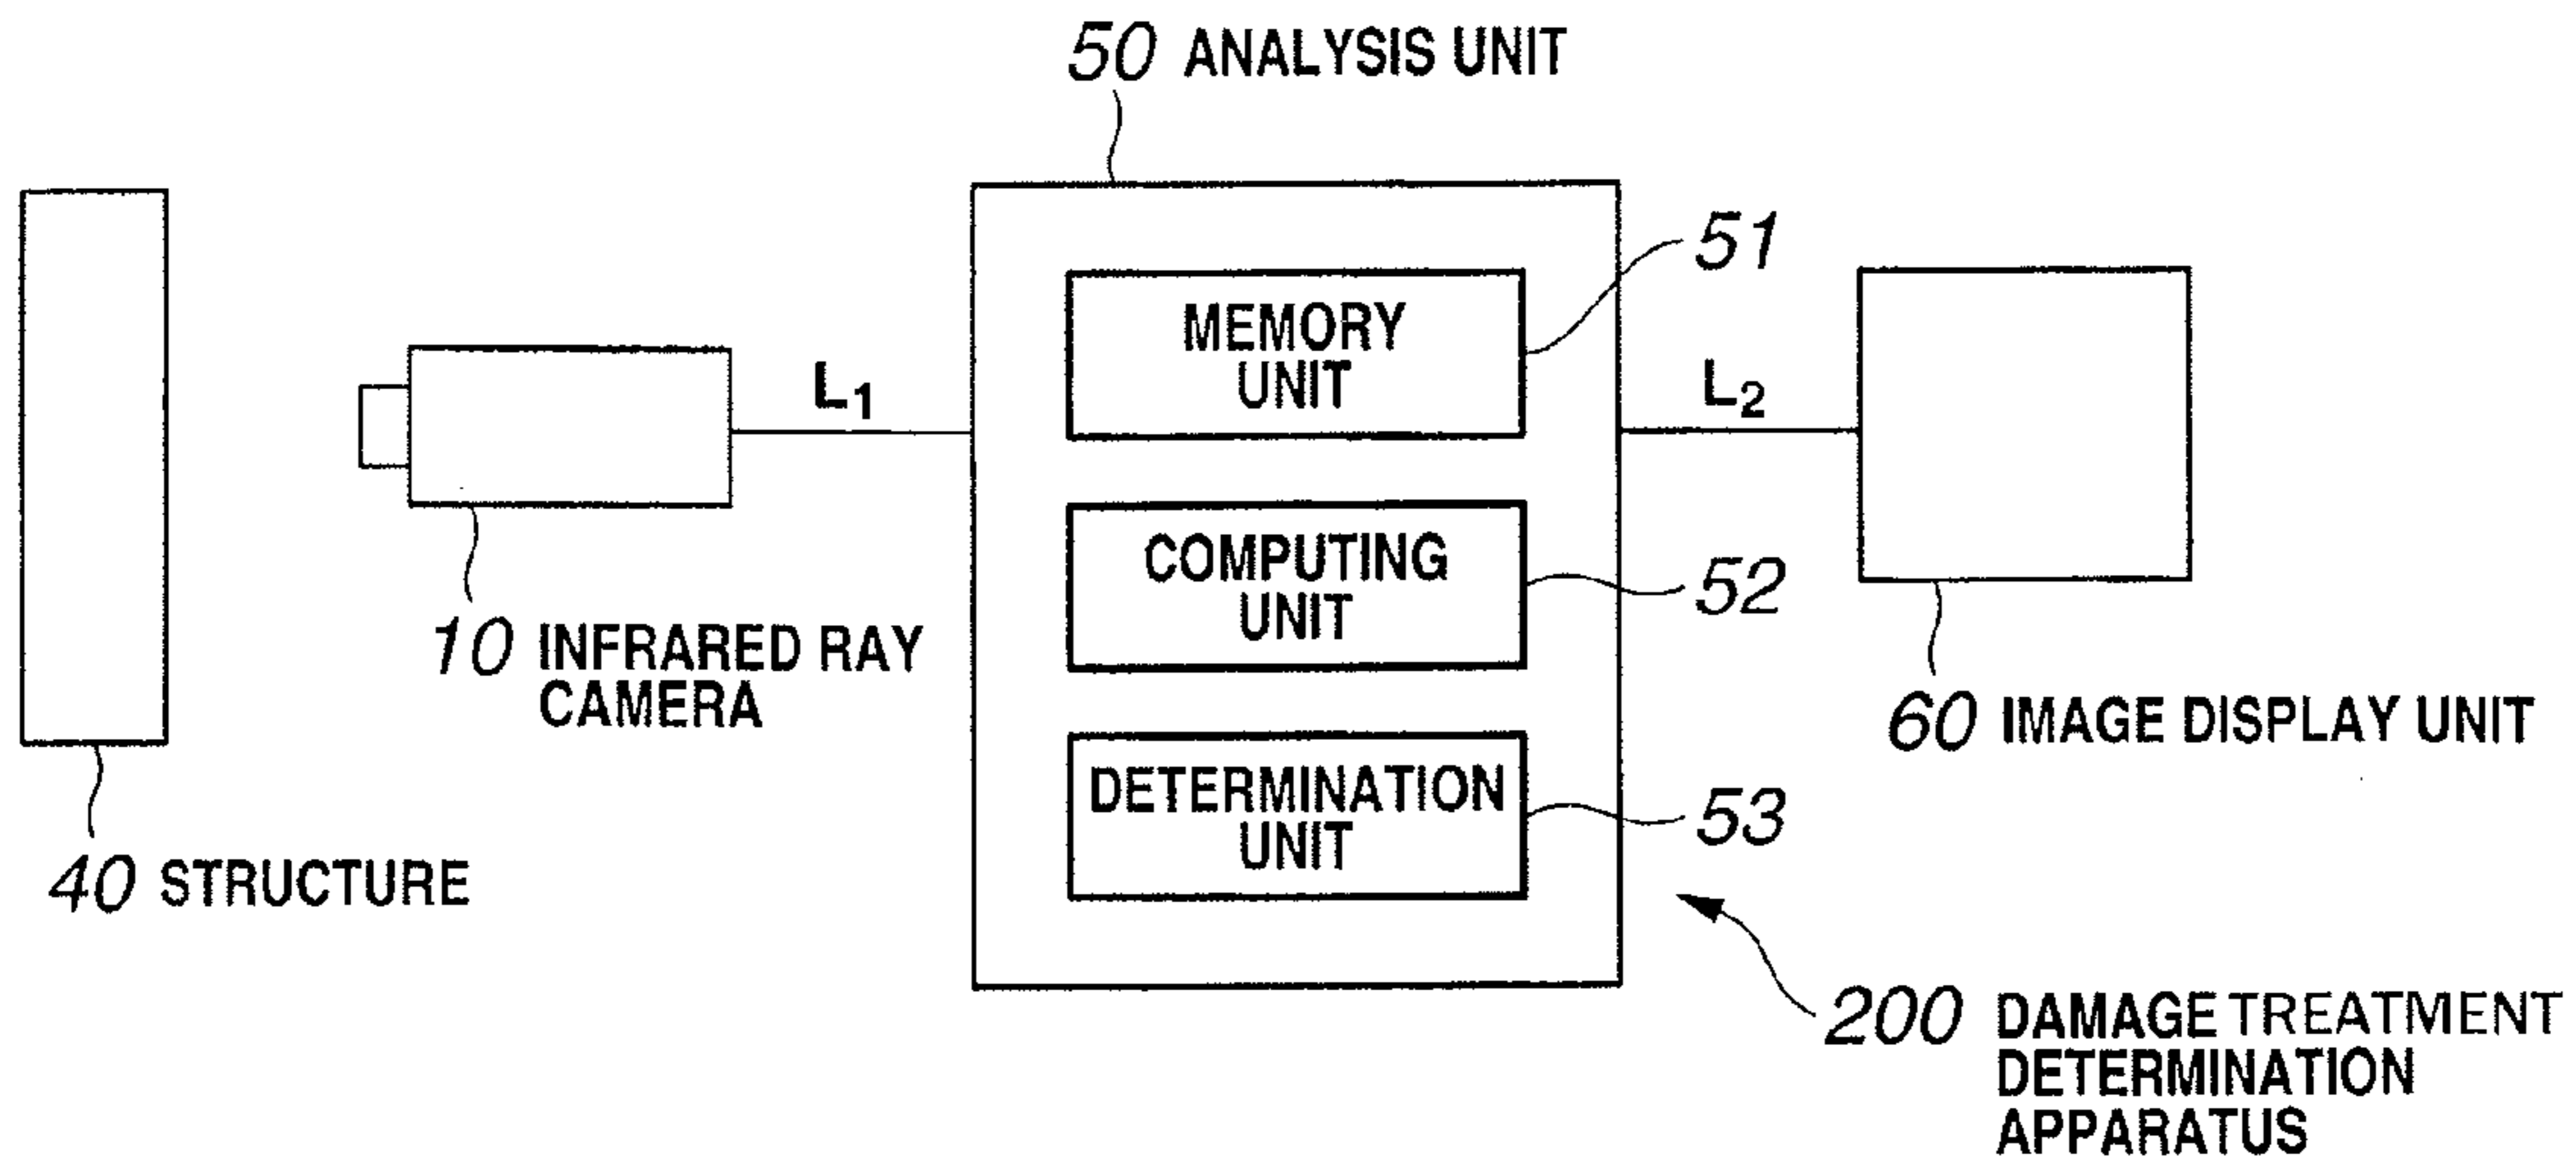 50 ANALYSIS UNIT
51
MEMORY
UNIT
L1
L2
COMPUTING
UNIT
52
10 INFRARED RAY
CAMERA
60 IMAGE DISPLAY UNIT
DETERMINATION
UNIT
53
40 STRUCTURE
200 DAMAGE TREATMENT
DETERMINATION
APPARATUS